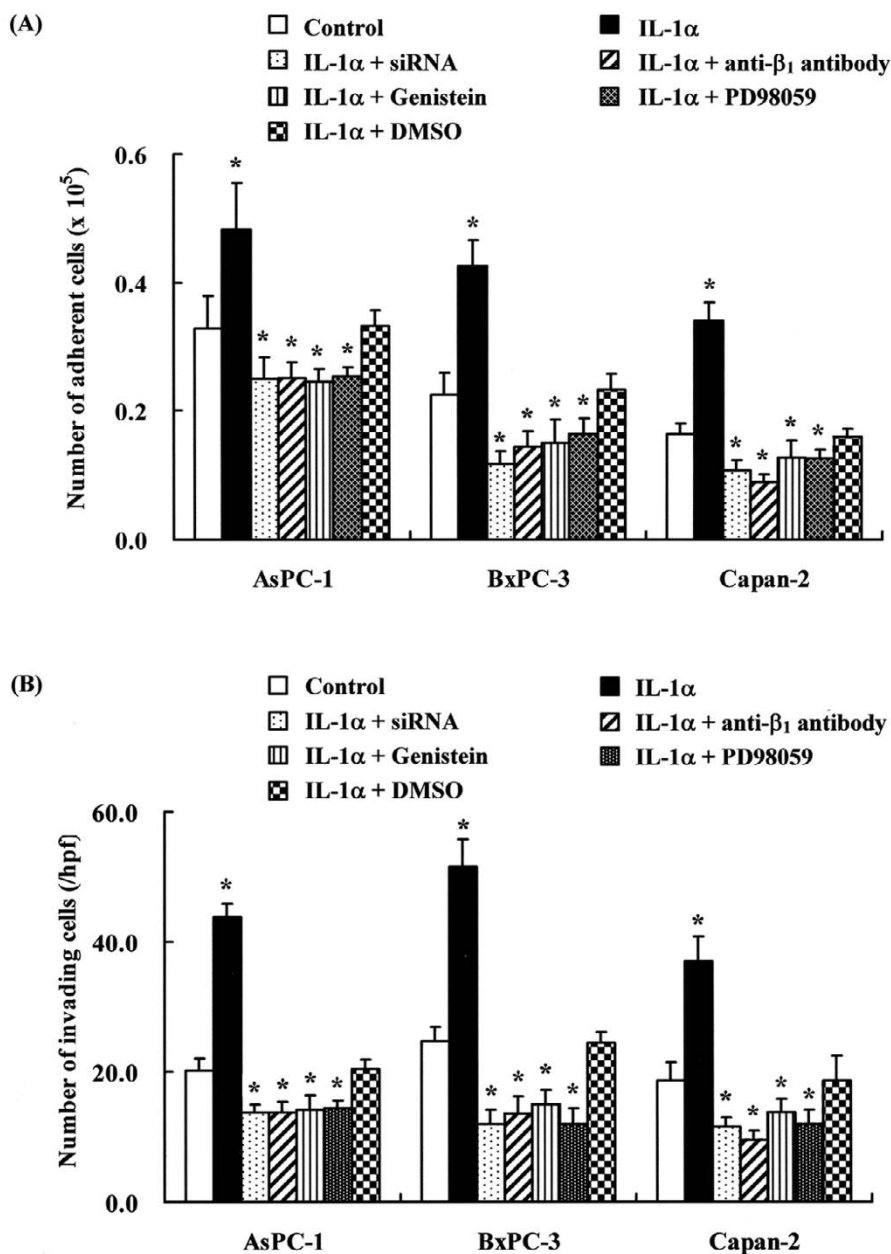 (A)
Control IL-1α
IL-1α + siRNA IL-1α + anti-β₁ antibody
IL-1α + Genistein IL-1α + PD98059
IL-1α + DMSO
Number of adherent cells (x 10⁵)
0.6
0.4
0.2
0.0
* * * * * *
* * * * *
* * * * *
AsPC-1 BxPC-3 Capan-2
(B)
Control IL-1α
IL-1α + siRNA IL-1α + anti-β₁ antibody
IL-1α + Genistein IL-1α + PD98059
IL-1α + DMSO
Number of invading cells (/hpf)
60.0
40.0
20.0
0.0
* * * * *
* * * * *
* * * * *
AsPC-1 BxPC-3 Capan-2